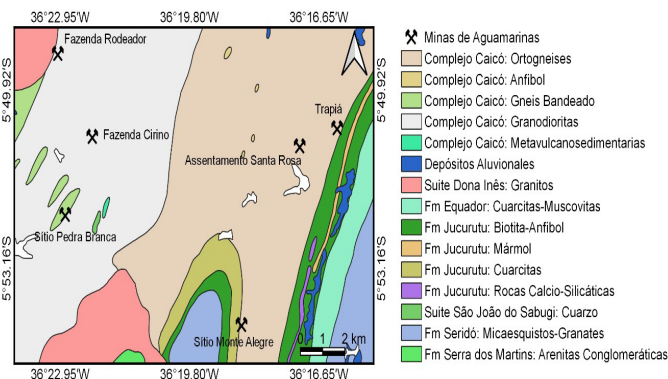 36°22.95'W 36°19.80'W 36°16.65'W
Fazenda Rodeador
5°49.92'S 5°49.92'S
Trapiá
Fazenda Cirino
Assentamento Santa Rosa
Sítio Pedra Branca
5°53.16'S 5°53.16'S
Sítio Monte Alegre
0 1 2 km
36°22.95'W 36°19.80'W 36°16.65'W
Minas de Aguamarinas
Complejo Caicó: Ortogneises
Complejo Caicó: Anfibol
Complejo Caicó: Gneis Bandeado
Complejo Caicó: Granodioritas
Complejo Caicó: Metavulcanosedimentarias
Depósitos Aluvionales
Suite Dona Inês: Granitos
Fm Equador: Cuarcitas-Muscovitas
Fm Jucurutu: Biotita-Anfibol
Fm Jucurutu: Mármol
Fm Jucurutu: Cuarcitas
Fm Jucurutu: Rocas Calcio-Silicáticas
Suite São João do Sabugi: Cuarzo
Fm Seridó: Micaesquistos-Granates
Fm Serra dos Martins: Arenitas Conglomeráticas